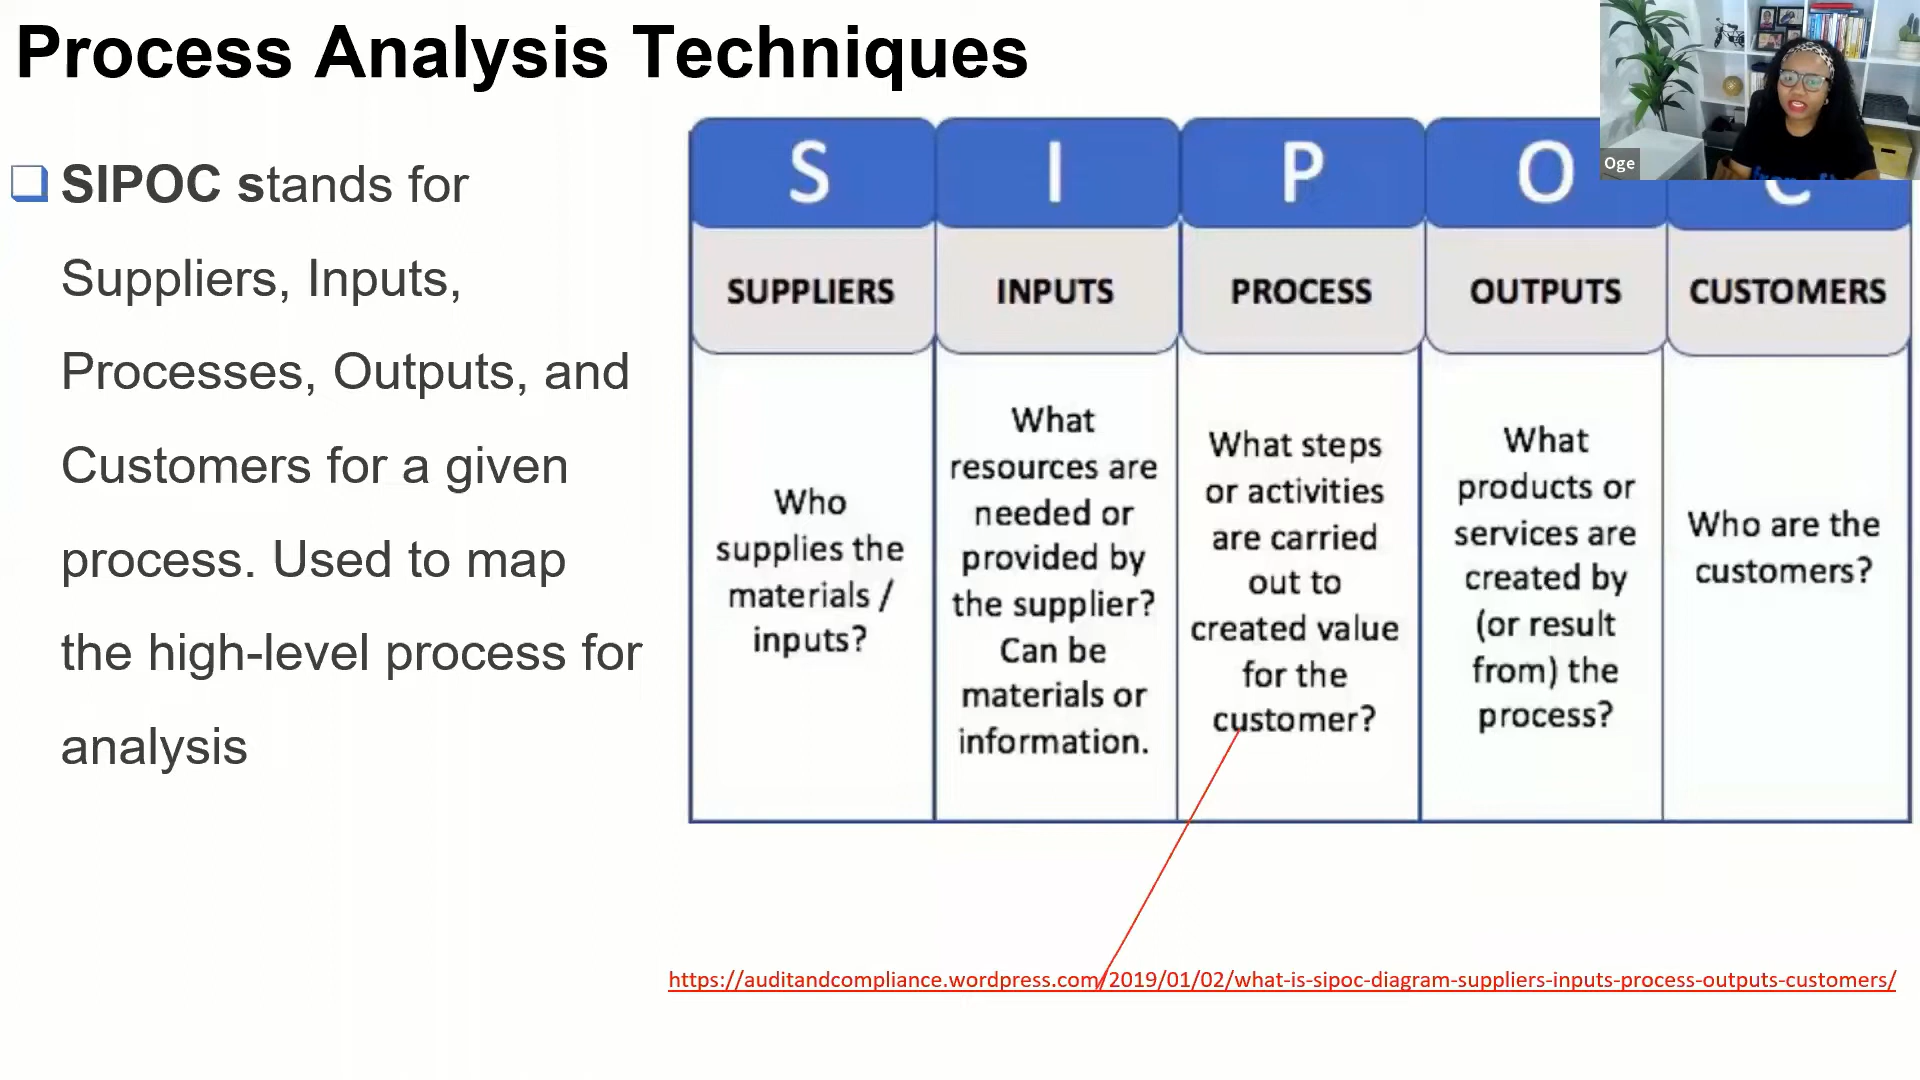 Process Analysis Techniques
SIPOC stands for
Suppliers, Inputs,
Processes, Outputs, and
Customers for a given
process. Used to map
the high-level process for
analysis
S I P O C
SUPPLIERS INPUTS PROCESS OUTPUTS CUSTOMERS
Who
supplies the
materials /
inputs?
What
resources are
needed or
provided by
the supplier?
Can be
materials or
information.
What steps
or activities
are carried
out to
created value
for the
customer?
What
products or
services are
created by
(or result
from) the
process?
Who are the
customers?
https://auditandcompliance.wordpress.com/2019/01/02/what-is-sipoc-diagram-suppliers-inputs-process-outputs-customers/
Oge